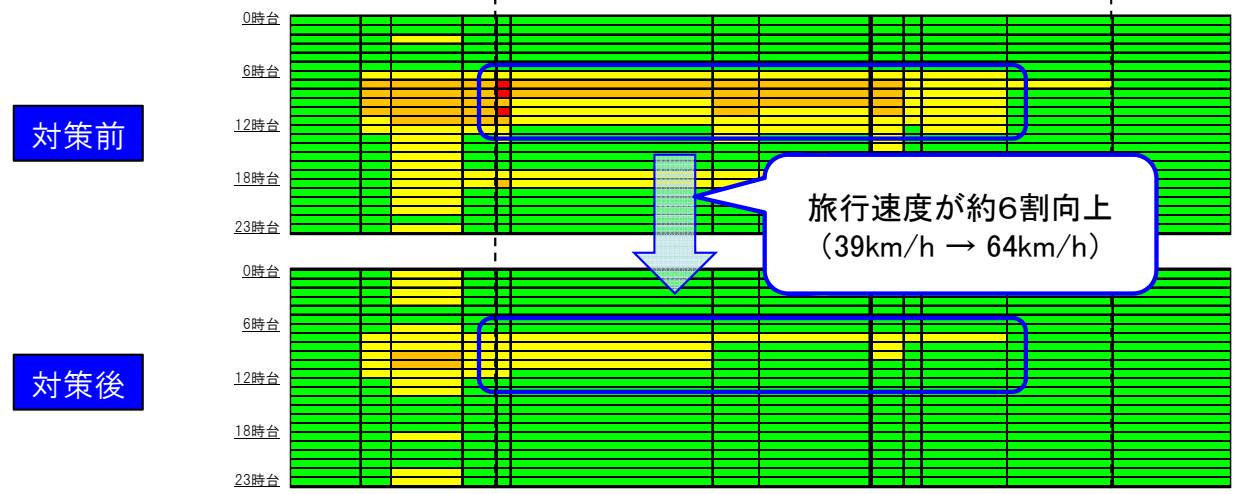 0時台
6時台
対策前
12時台
18時台
23時台
旅行速度が約6割向上
（39km/h → 64km/h）
0時台
6時台
対策後
12時台
18時台
23時台